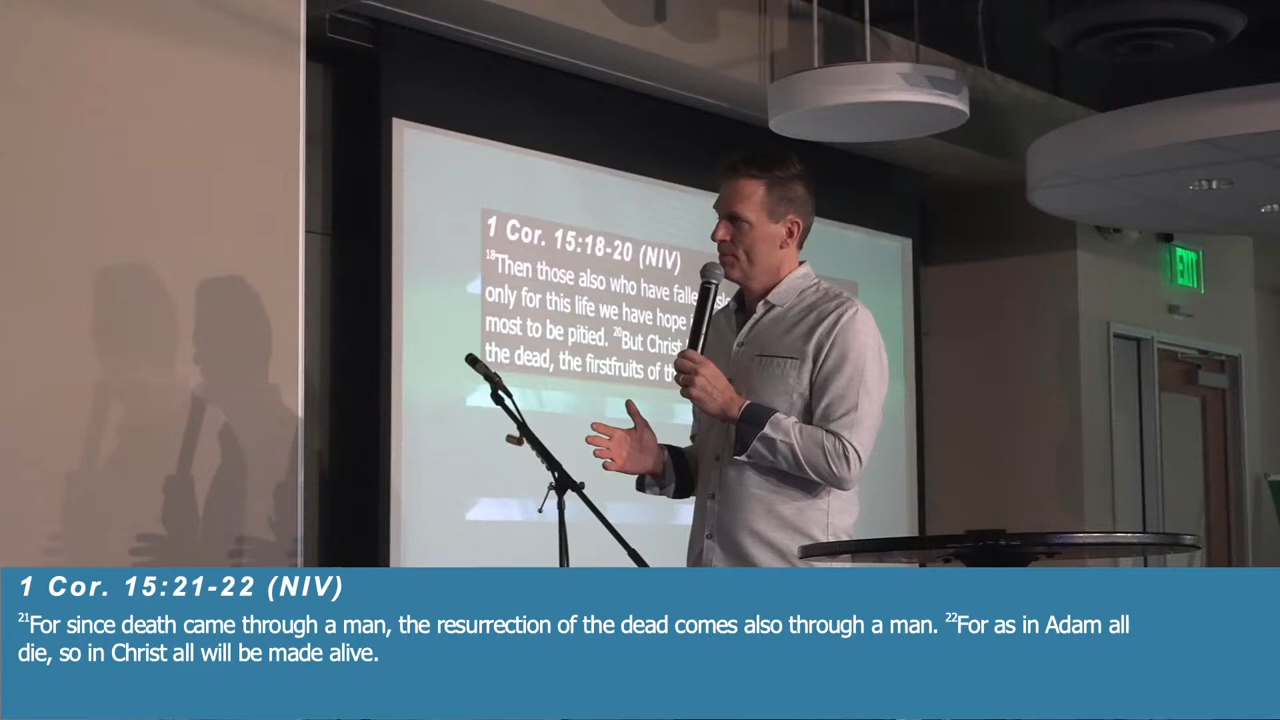 1 Cor. 15:18-20 (NIV)
18Then those also who have falle
only for this life we have hope
most to be pitied. 20But Christ
the dead, the firstfruits of th
EXIT
1 Cor. 15:21-22 (NIV)
21For since death came through a man, the resurrection of the dead comes also through a man. 22For as in Adam all
die, so in Christ all will be made alive.